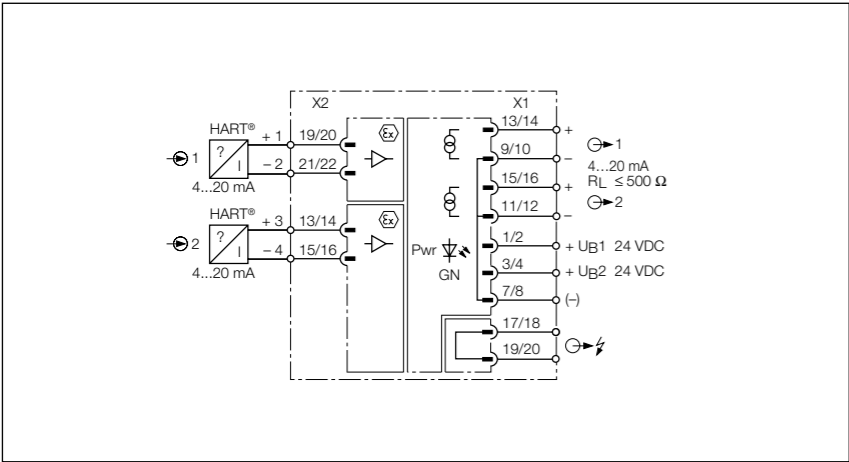 X2 X1
HART®
+ 1 19/20
1
?
I
− 2 21/22
4...20 mA
Ex
HART®
+ 3 13/14
2
?
I
− 4 15/16
4...20 mA
Ex
Pwr
GN
13/14 +
1
9/10 −
4...20 mA
RL ≤ 500 Ω
15/16 +
2
11/12 −
1/2 + UB1 24 VDC
3/4 + UB2 24 VDC
7/8 (−)
17/18
19/20